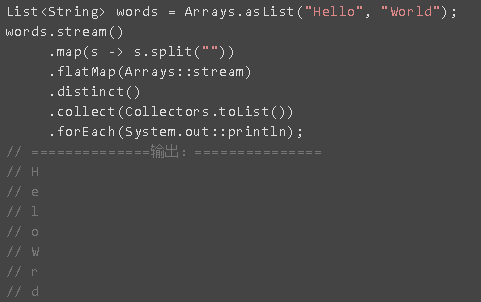 List<String> words = Arrays.asList("Hello", "World");
words.stream()
    .map(s -> s.split(""))
    .flatMap(Arrays::stream)
    .distinct()
    .collect(Collectors.toList())
    .forEach(System.out::println);
// ==============输出：===============
// H
// e
// l
// o
// W
// r
// d